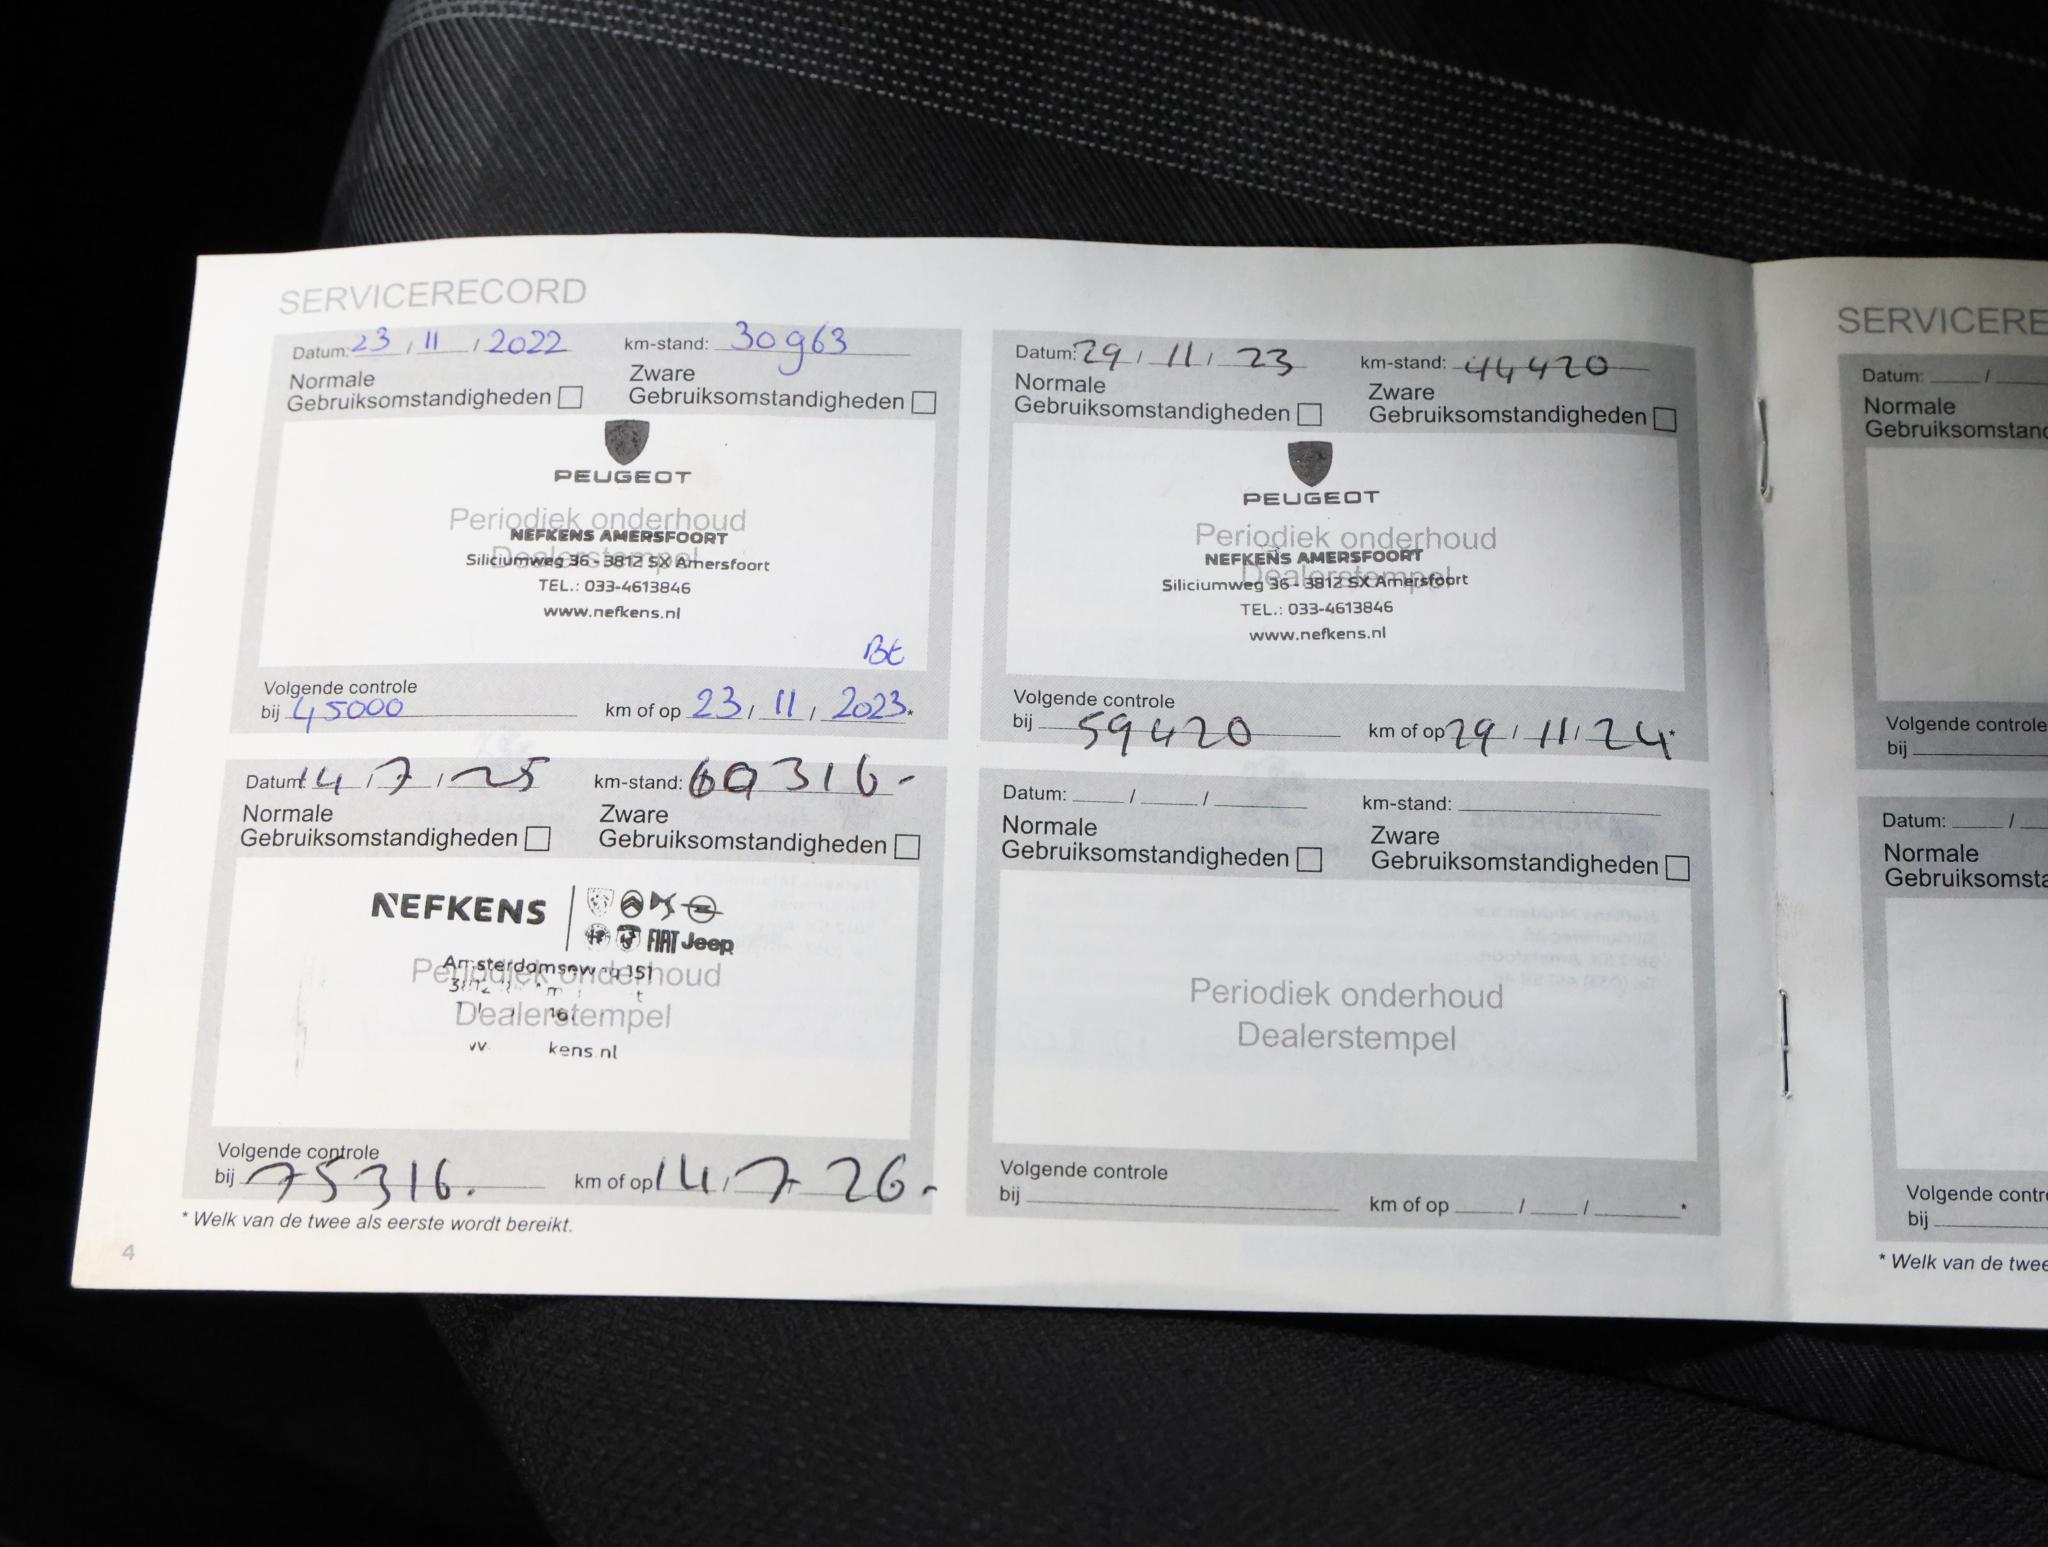 SERVICERECORD
Datum: 23 / 11 / 2022 km-stand: 30963
Normale Gebruiksomstandigheden Zware Gebruiksomstandigheden
PEUGEOT
Periodiek onderhoud
NEFKENS AMERSFOORT
Dealerstempel
Siliciumweg 36 - 3812 SX Amersfoort
TEL.: 033-4613846
www.nefkens.nl
Volgende controle
bij 45000 km of op 23 / 11 / 2023 *
Datum: 29 / 11 / 23 km-stand: 44420
Normale Gebruiksomstandigheden Zware Gebruiksomstandigheden
PEUGEOT
Periodiek onderhoud
NEFKENS AMERSFOORT
Dealerstempel
Siliciumweg 36 - 3812 SX Amersfoort
TEL.: 033-4613846
www.nefkens.nl
Volgende controle
bij 59420 km of op 29 / 11 / 24 *
Datum: 14 / 7 / 25 km-stand: 60316-
Normale Gebruiksomstandigheden Zware Gebruiksomstandigheden
NEFKENS
FIAT Jeep
Periodiek onderhoud
Dealerstempel
kens.nl
Volgende controle
bij 75316. km of op 14 / 7 26-
Datum: / / km-stand:
Normale Gebruiksomstandigheden Zware Gebruiksomstandigheden
Periodiek onderhoud
Dealerstempel
Volgende controle
bij km of op / / *
* Welk van de twee als eerste wordt bereikt.
4
SERVICERE
Datum: /
Normale
Gebruiksomstand
Volgende controle
bij
Datum: /
Normale
Gebruiksomsta
Volgende contr
bij
* Welk van de twee